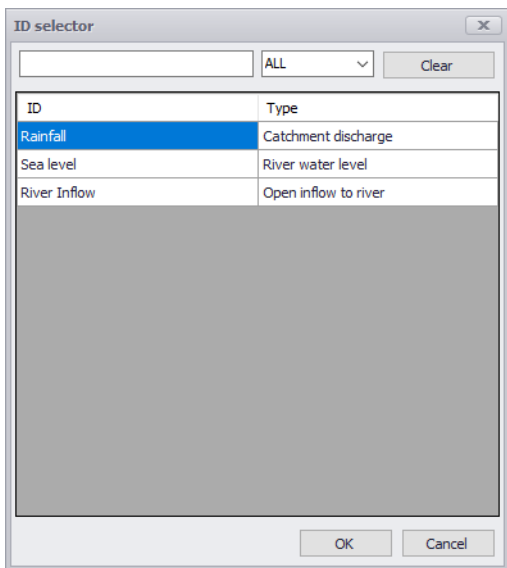 ID selector
ALL Clear
ID Type
Rainfall Catchment discharge
Sea level River water level
River Inflow Open inflow to river
OK Cancel